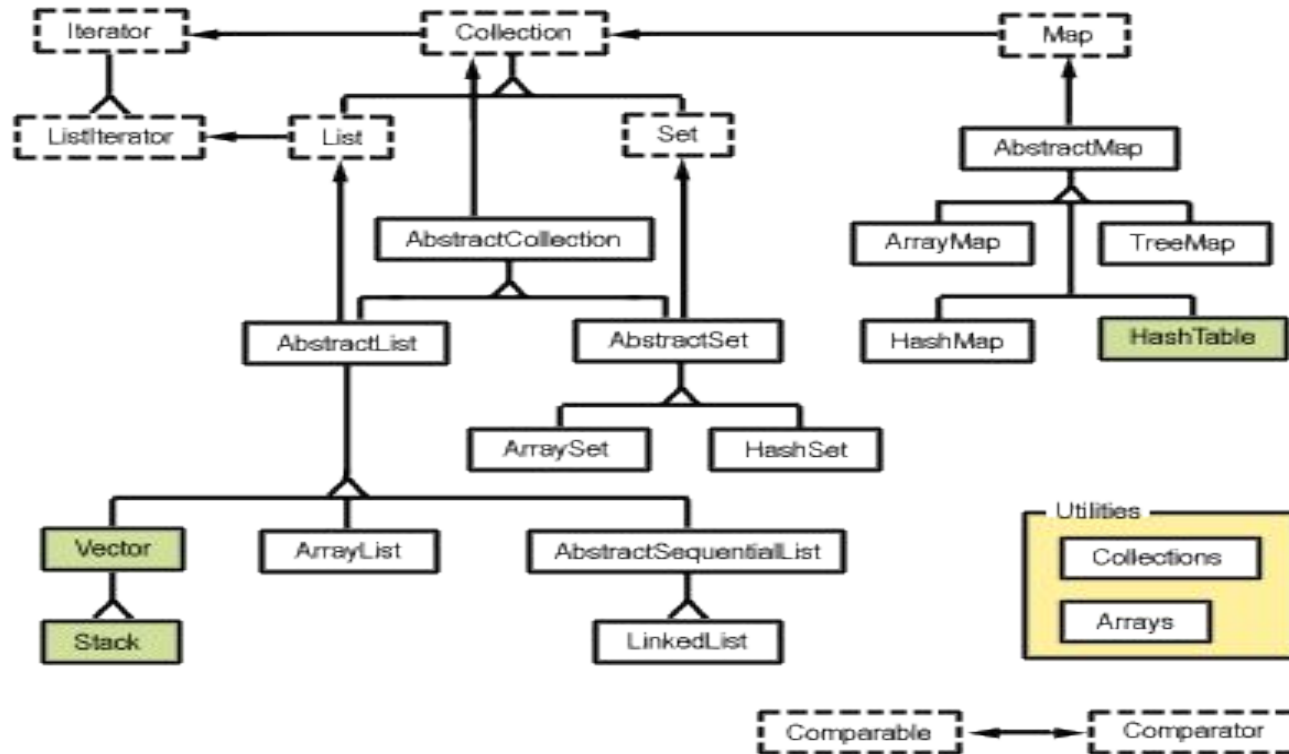 Iterator
Collection
Map
ListIterator
List
Set
AbstractMap
AbstractCollection
ArrayMap
TreeMap
AbstractList
AbstractSet
HashMap
HashTable
ArraySet
HashSet
Vector
ArrayList
AbstractSequentialList
Utilities
Collections
Stack
LinkedList
Arrays
Comparable
Comparator